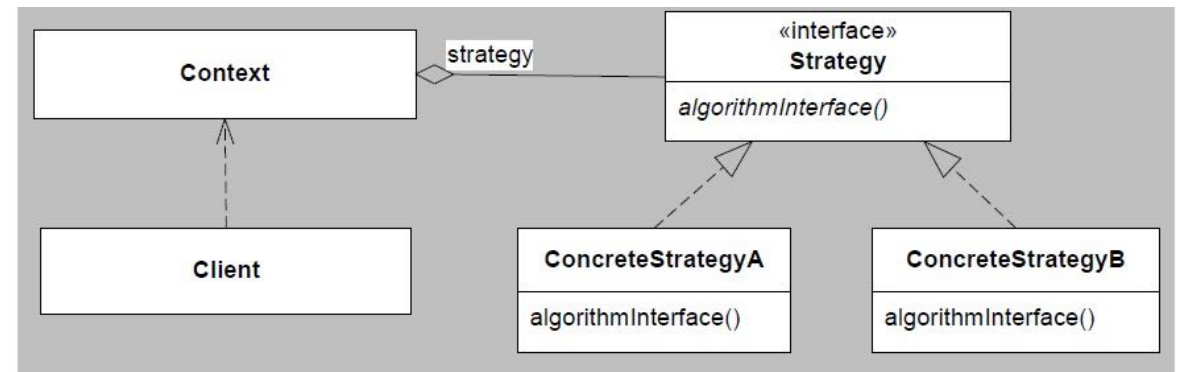 Context
strategy
«interface»
Strategy
algorithmInterface()
Client
ConcreteStrategyA
algorithmInterface()
ConcreteStrategyB
algorithmInterface()